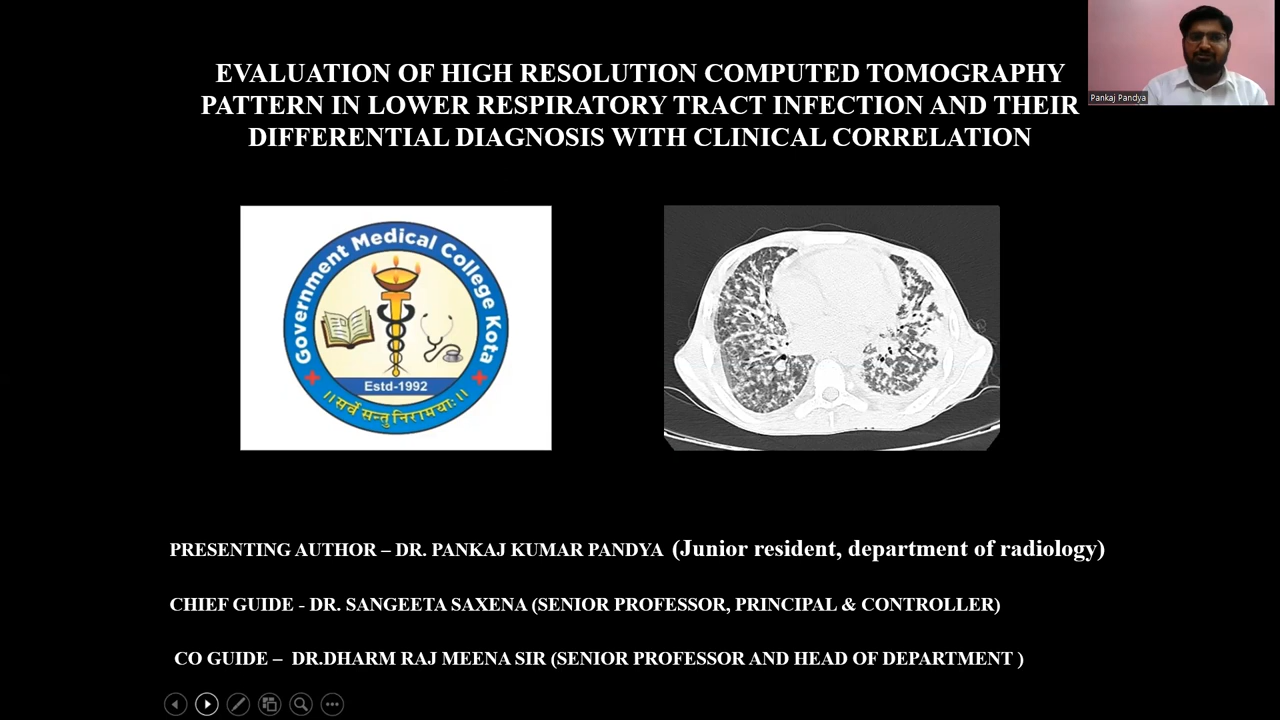 EVALUATION OF HIGH RESOLUTION COMPUTED TOMOGRAPHY
PATTERN IN LOWER RESPIRATORY TRACT INFECTION AND THEIR
DIFFERENTIAL DIAGNOSIS WITH CLINICAL CORRELATION
Pankaj Pandya
Government Medical College Kota
Estd-1992
।।सर्वे सन्तु निरामयाः।।
PRESENTING AUTHOR – DR. PANKAJ KUMAR PANDYA (Junior resident, department of radiology)
CHIEF GUIDE - DR. SANGEETA SAXENA (SENIOR PROFESSOR, PRINCIPAL & CONTROLLER)
CO GUIDE – DR.DHARM RAJ MEENA SIR (SENIOR PROFESSOR AND HEAD OF DEPARTMENT )